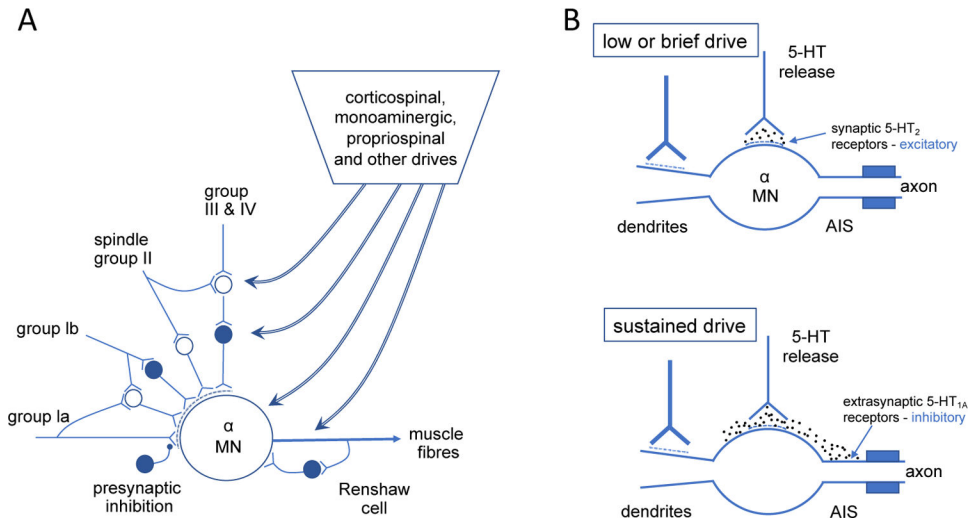 A
corticospinal,
monoaminergic,
propriospinal
and other drives
group
III & IV
spindle
group II
group Ib
group Ia
α
MN
muscle
fibres
presynaptic
inhibition
Renshaw
cell
B
low or brief drive
5-HT
release
synaptic 5-HT₂
receptors - excitatory
α
MN
axon
dendrites
AIS
sustained drive
5-HT
release
extrasynaptic 5-HT₁A
receptors - inhibitory
α
MN
axon
dendrites
AIS